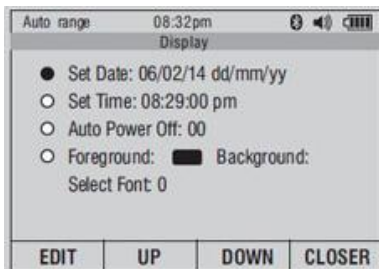 Auto range 08:32pm
Display
Set Date: 06/02/14 dd/mm/yy
Set Time: 08:29:00 pm
Auto Power Off: 00
Foreground: Background:
Select Font: 0
EDIT UP DOWN CLOSER